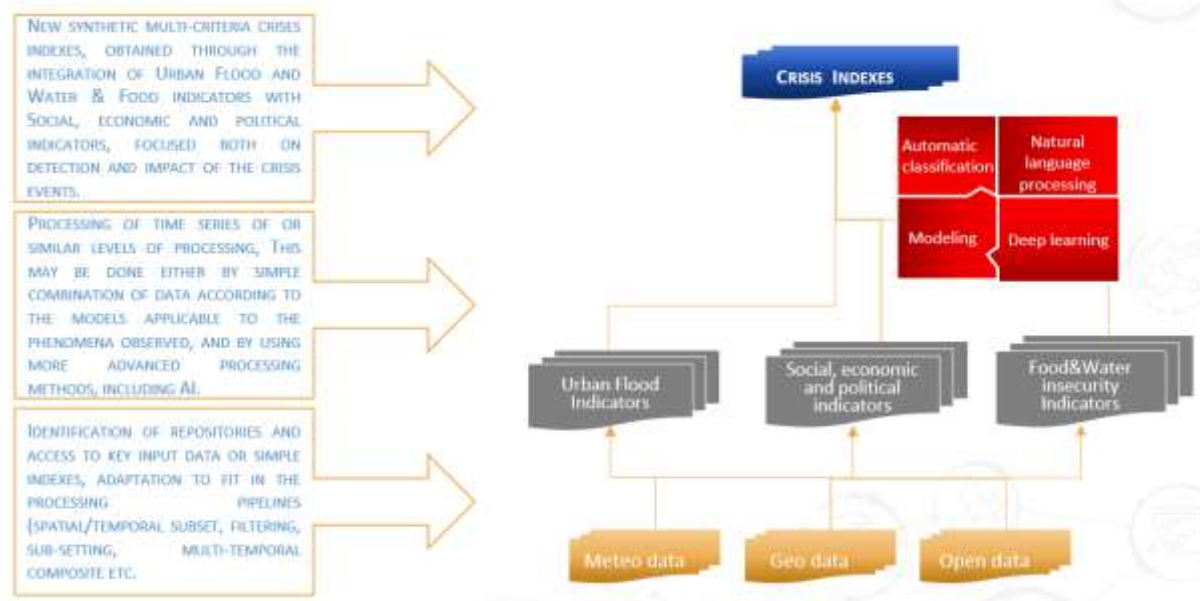 New synthetic multi-criteria crises
indexes, obtained through the
integration of Urban Flood and
Water & Food indicators with
Social, economic and political
indicators, focused both on
detection and impact of the crisis
events.
Processing of time series of or
similar levels of processing, This
may be done either by simple
combination of data according to
the models applicable to the
phenomena observed, and by using
more advanced processing
methods, including AI.
Identification of repositories and
access to key input data or simple
indexes, adaptation to fit in the
processing pipelines
(spatial/temporal subset, filtering,
sub-setting, multi-temporal
composite etc.
Crisis Indexes
Automatic
classification
Natural
language
processing
Modeling
Deep learning
Urban Flood
Indicators
Social, economic
and political
indicators
Food&Water
insecurity
Indicators
Meteo data
Geo data
Open data